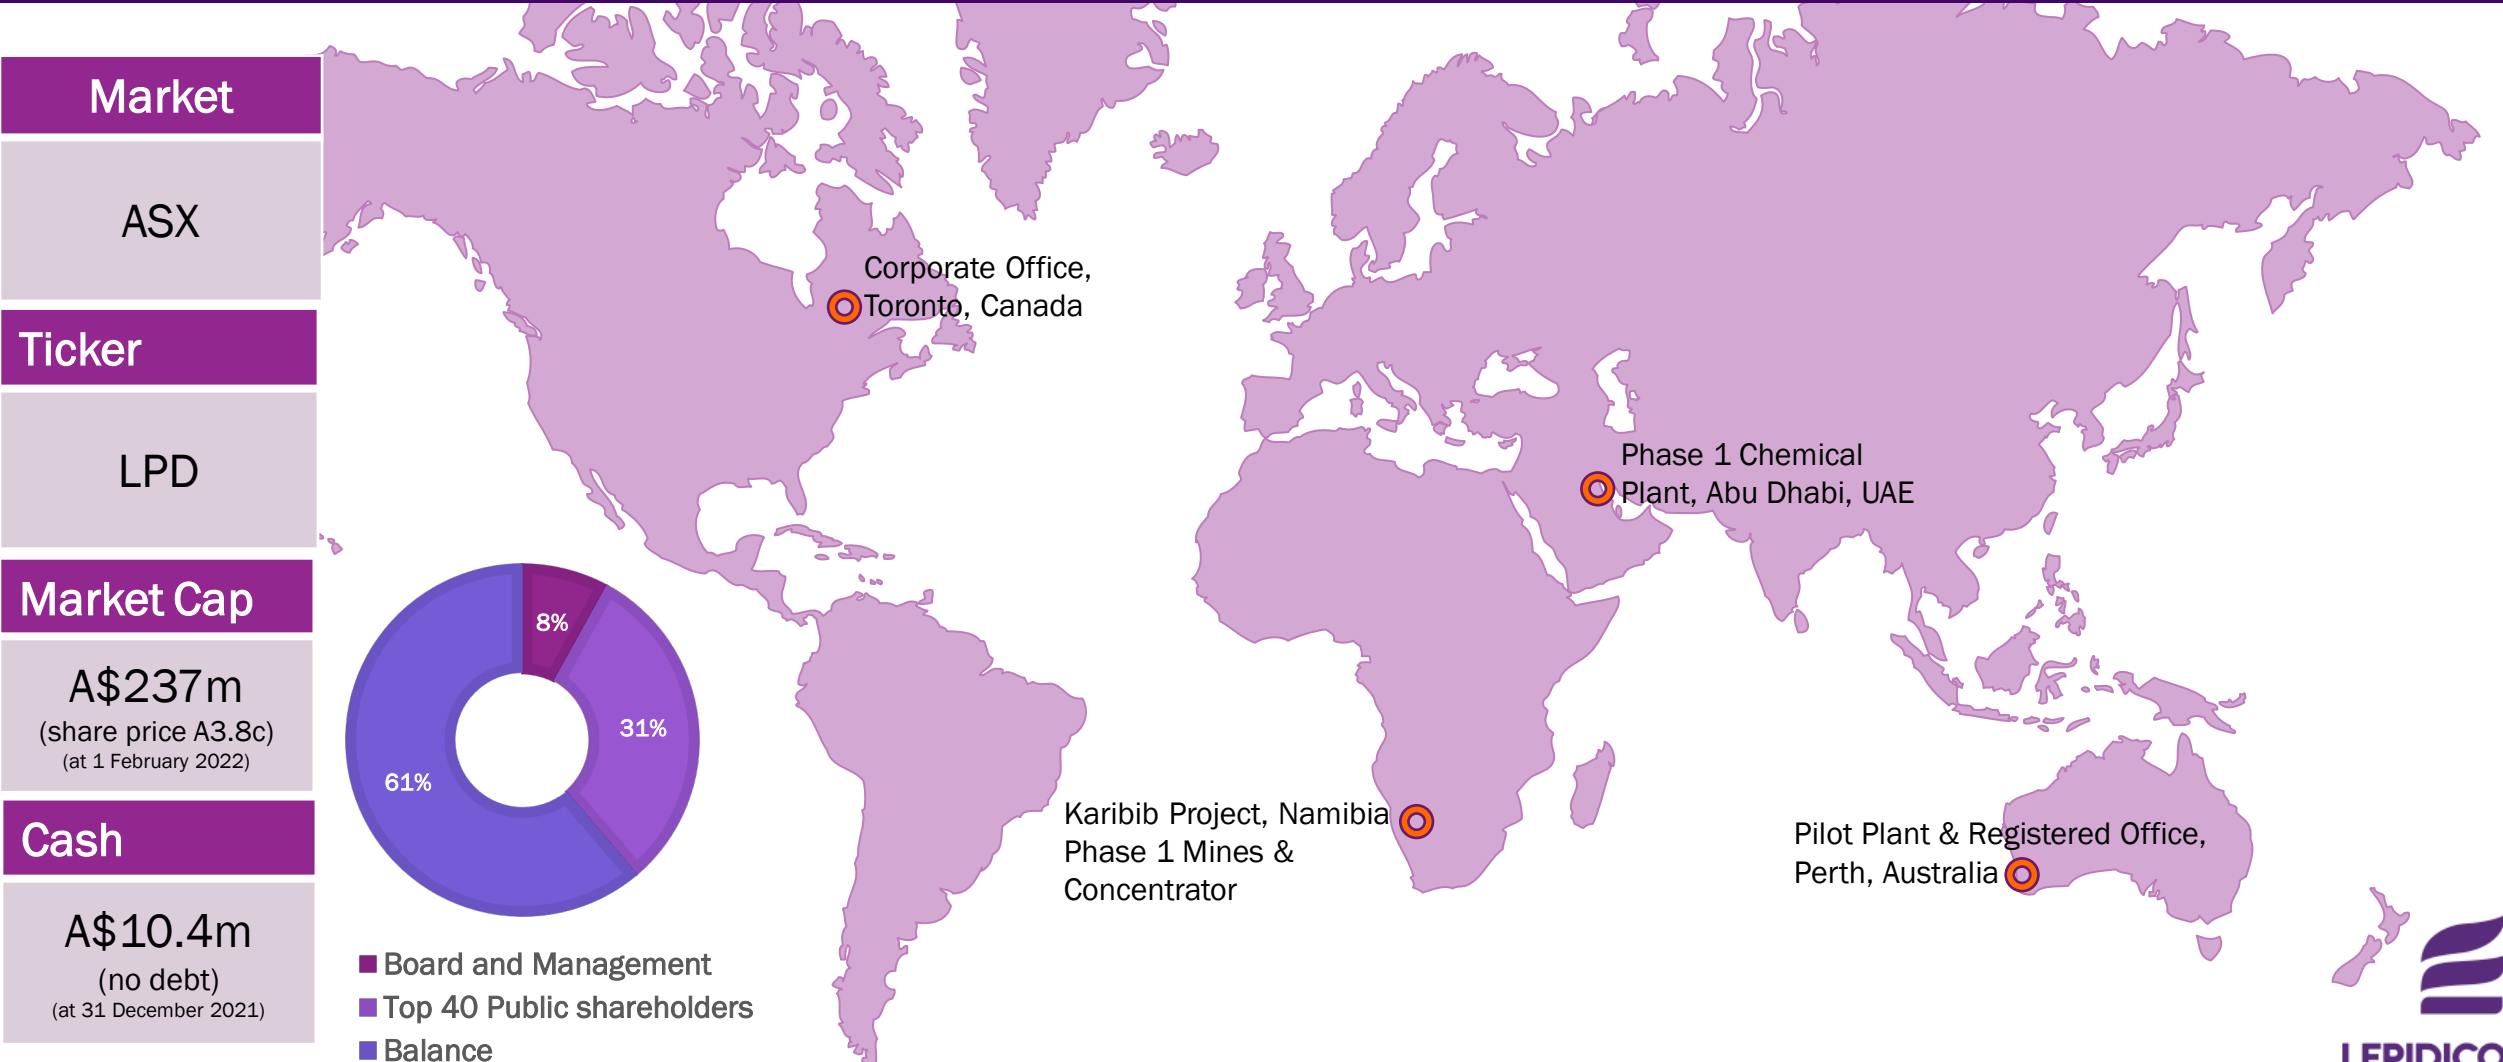 Market
ASX
Ticker
LPD
Market Cap
A$237m
(share price A3.8c)
(at 1 February 2022)
Cash
A$10.4m
(no debt)
(at 31 December 2021)
8%
31%
61%
Board and Management
Top 40 Public shareholders
Balance
Corporate Office,
Toronto, Canada
Phase 1 Chemical
Plant, Abu Dhabi, UAE
Karibib Project, Namibia
Phase 1 Mines &
Concentrator
Pilot Plant & Registered Office,
Perth, Australia
LEPIDICO